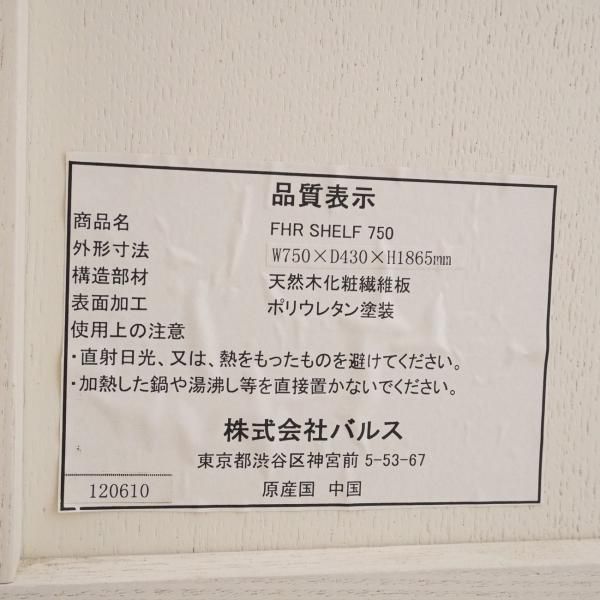 品質表示
商品名 FHR SHELF 750
外形寸法 W750×D430×H1865mm
構造部材 天然木化粧繊維板
表面加工 ポリウレタン塗装
使用上の注意
・直射日光、又は、熱をもったものを避けてください。
・加熱した鍋や湯沸し等を直接置かないでください。
株式会社バルス
東京都渋谷区神宮前 5-53-67
120610 原産国 中国